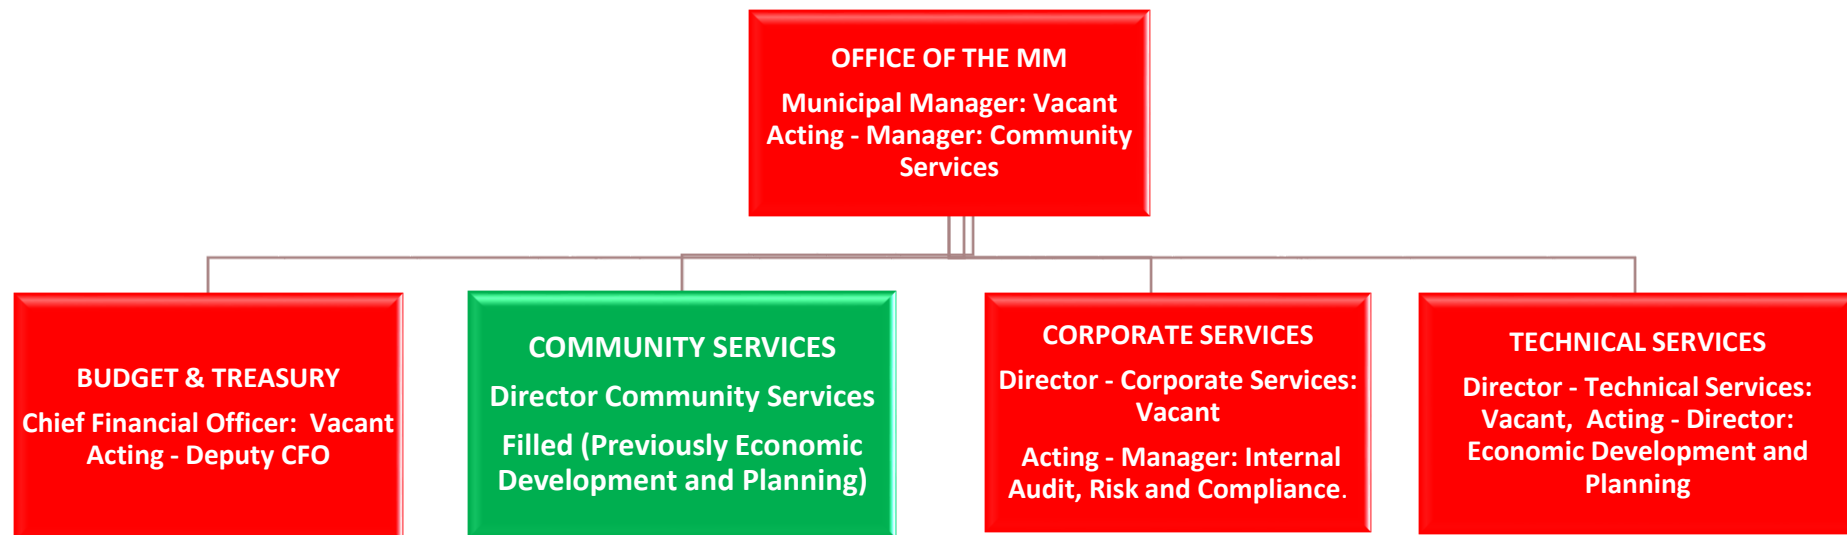 OFFICE OF THE MM
Municipal Manager: Vacant
Acting - Manager: Community
Services
BUDGET & TREASURY
Chief Financial Officer: Vacant
Acting - Deputy CFO
COMMUNITY SERVICES
Director Community Services
Filled (Previously Economic
Development and Planning)
CORPORATE SERVICES
Director - Corporate Services:
Vacant
Acting - Manager: Internal
Audit, Risk and Compliance.
TECHNICAL SERVICES
Director - Technical Services:
Vacant, Acting - Director:
Economic Development and
Planning